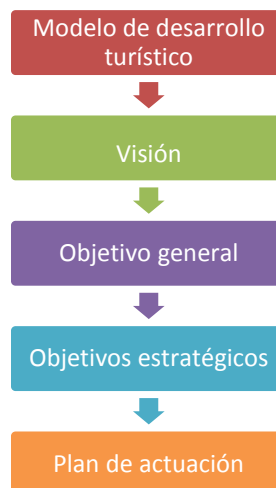 Modelo de desarrollo
turístico
Visión
Objetivo general
Objetivos estratégicos
Plan de actuación